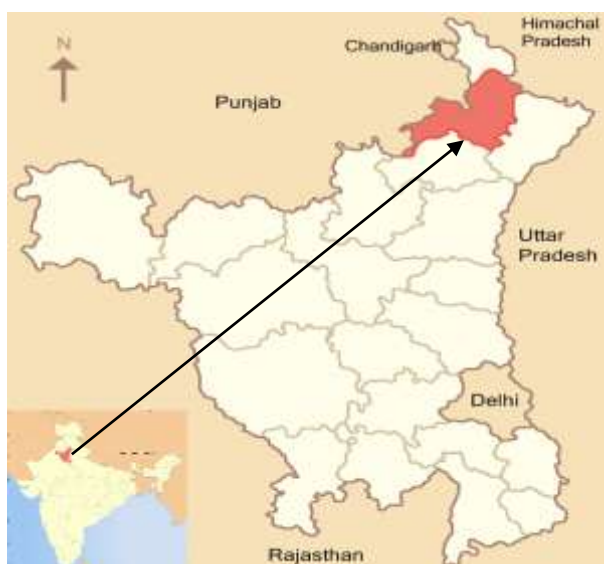 Himachal
Pradesh
Chandigarh
N
Punjab
Uttar
Pradesh
Delhi
Rajasthan